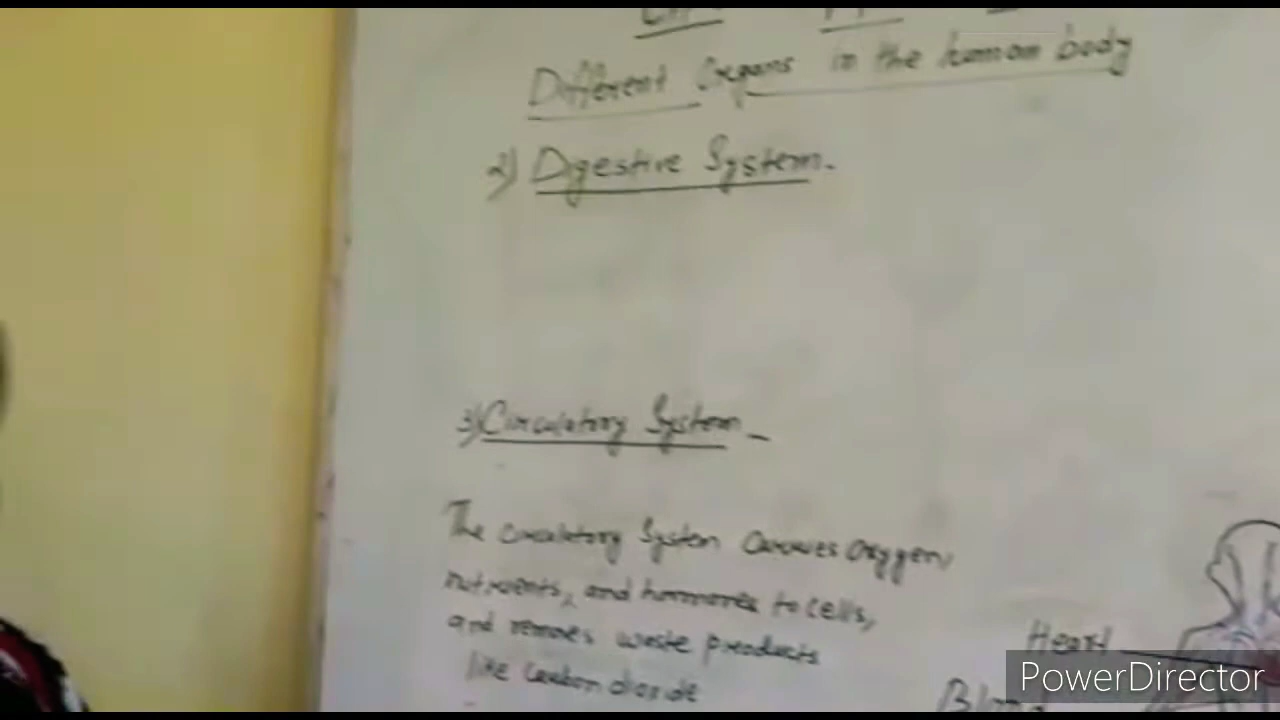 Different Organs in the human body
2) Digestive System.
3) Circulatory System -
The circulatory System carries oxygen,
nutrients, and hormones to cells,
and removes waste products
like carbon dioxide
Heart
PowerDirector